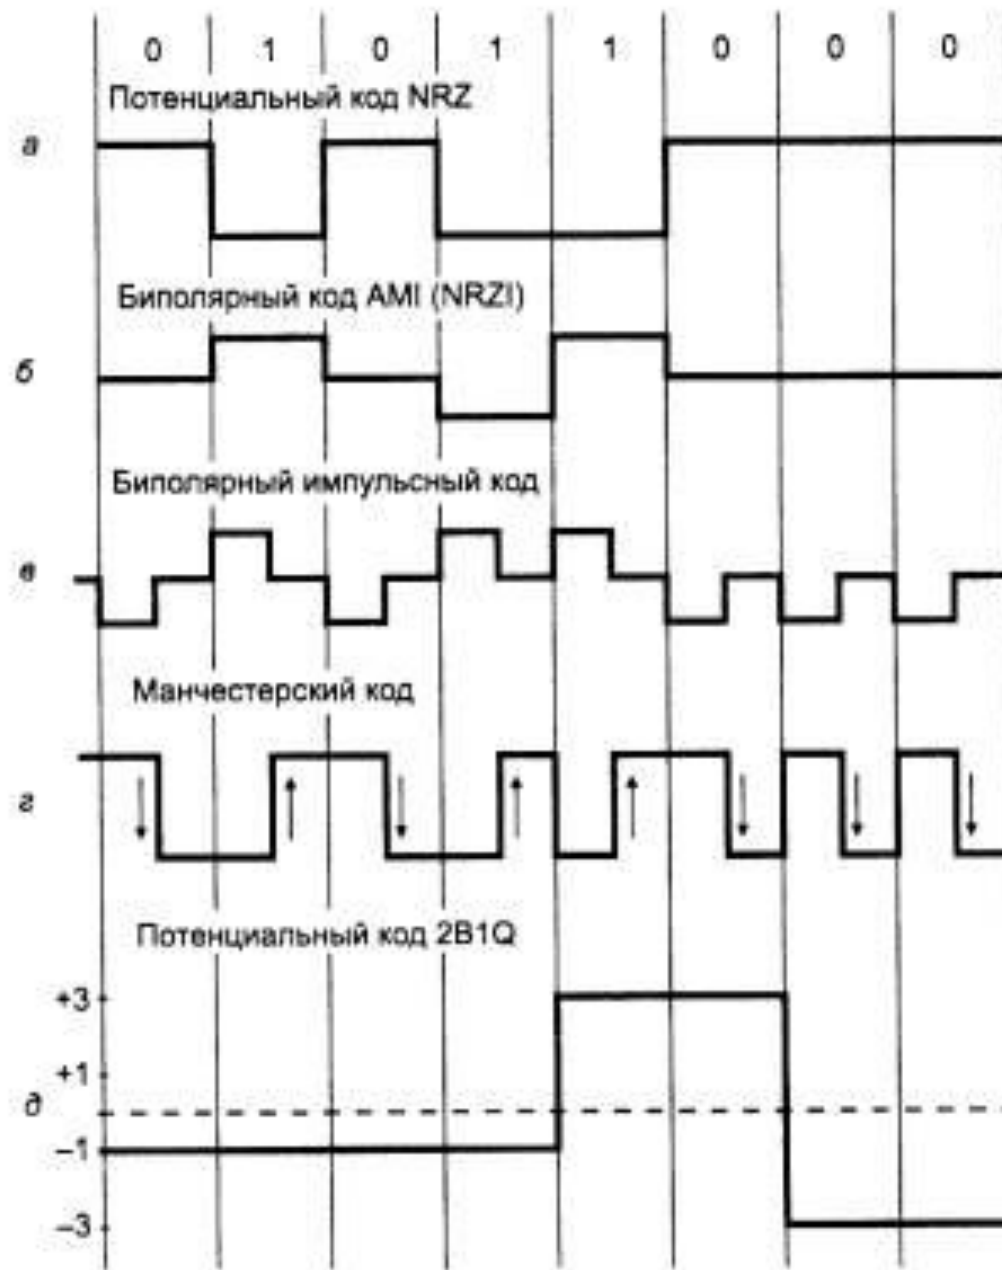 0 1 0 1 1 0 0 0
Потенциальный код NRZ
а
Биполярный код AMI (NRZI)
б
Биполярный импульсный код
в
Манчестерский код
г
Потенциальный код 2B1Q
+3
+1
д
–1
–3